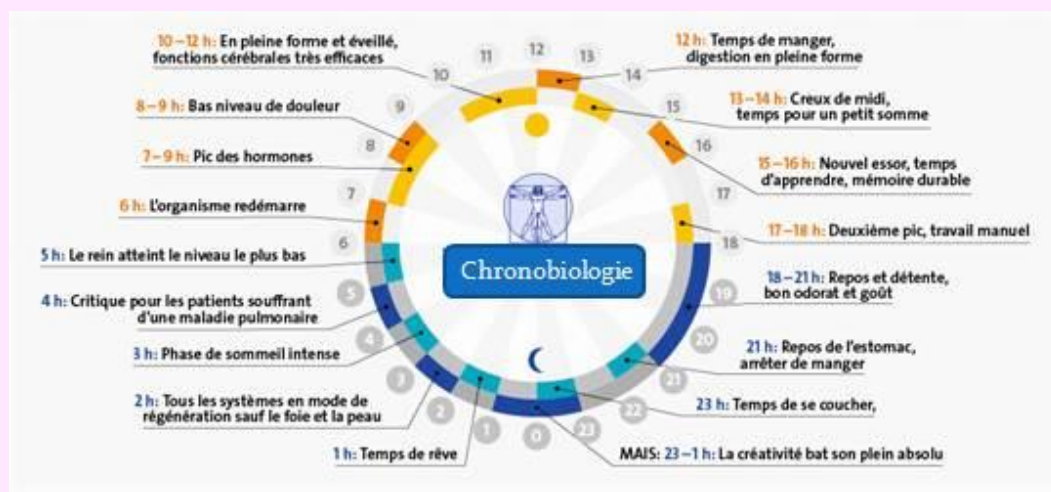 10–12 h: En pleine forme et éveillé,
fonctions cérébrales très efficaces
8–9 h: Bas niveau de douleur
7–9 h: Pic des hormones
6 h: L'organisme redémarre
5 h: Le rein atteint le niveau le plus bas
4 h: Critique pour les patients souffrant
d'une maladie pulmonaire
3 h: Phase de sommeil intense
2 h: Tous les systèmes en mode de
régénération sauf le foie et la peau
1 h: Temps de rêve
12 h: Temps de manger,
digestion en pleine forme
13–14 h: Creux de midi,
temps pour un petit somme
15–16 h: Nouvel essor, temps
d'apprendre, mémoire durable
17–18 h: Deuxième pic, travail manuel
18–21 h: Repos et détente,
bon odorat et goût
21 h: Repos de l'estomac,
arrêter de manger
23 h: Temps de se coucher,
MAIS: 23–1 h: La créativité bat son plein absolu
Chronobiologie
12
13
14
15
16
17
18
19
20
21
22
23
0
1
2
3
4
5
6
7
8
9
10
11